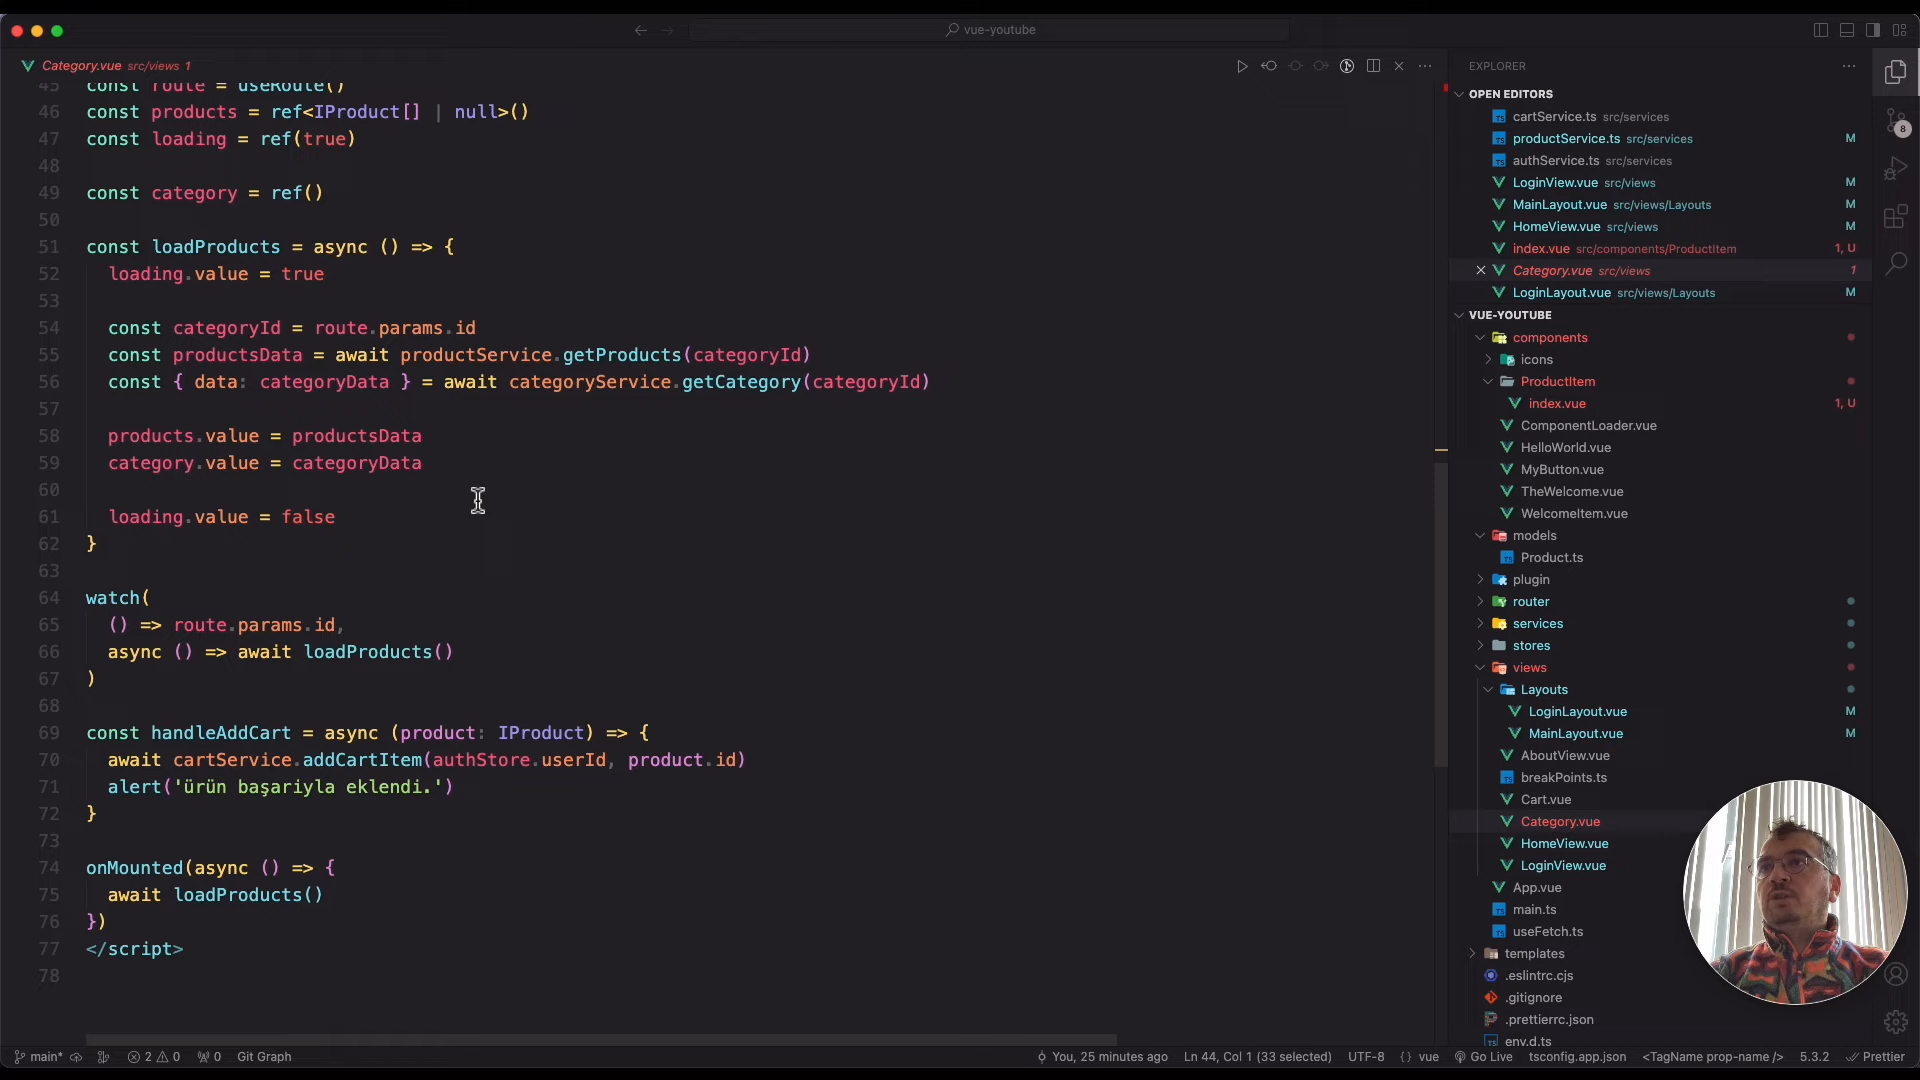 vue-youtube
Category.vue src/views 1
45 const route = useRoute()
46 const products = ref<IProduct[] | null>()
47 const loading = ref(true)
48
49 const category = ref()
50
51 const loadProducts = async () => {
52 loading.value = true
53
54 const categoryId = route.params.id
55 const productsData = await productService.getProducts(categoryId)
56 const { data: categoryData } = await categoryService.getCategory(categoryId)
57
58 products.value = productsData
59 category.value = categoryData
60
61 loading.value = false
62 }
63
64 watch(
65 () => route.params.id,
66 async () => await loadProducts()
67 )
68
69 const handleAddCart = async (product: IProduct) => {
70 await cartService.addCartItem(authStore.userId, product.id)
71 alert('ürün başarıyla eklendi.')
72 }
73
74 onMounted(async () => {
75 await loadProducts()
76 })
77 </script>
78
EXPLORER
OPEN EDITORS
cartService.ts src/services
productService.ts src/services M
authService.ts src/services
LoginView.vue src/views M
MainLayout.vue src/views/Layouts M
HomeView.vue src/views M
index.vue src/components/ProductItem 1, U
Category.vue src/views 1
LoginLayout.vue src/views/Layouts M
VUE-YOUTUBE
components
icons
ProductItem
index.vue 1, U
ComponentLoader.vue
HelloWorld.vue
MyButton.vue
TheWelcome.vue
WelcomeItem.vue
models
Product.ts
plugin
router
services
stores
views
Layouts
LoginLayout.vue M
MainLayout.vue M
AboutView.vue
breakPoints.ts
Cart.vue
Category.vue
HomeView.vue
LoginView.vue
App.vue
main.ts
useFetch.ts
templates
.eslintrc.cjs
.gitignore
.prettierrc.json
env.d.ts
8
main* 2 0 0 Git Graph
You, 25 minutes ago Ln 44, Col 1 (33 selected) UTF-8 { } vue Go Live tsconfig.app.json <TagName prop-name /> 5.3.2 Prettier